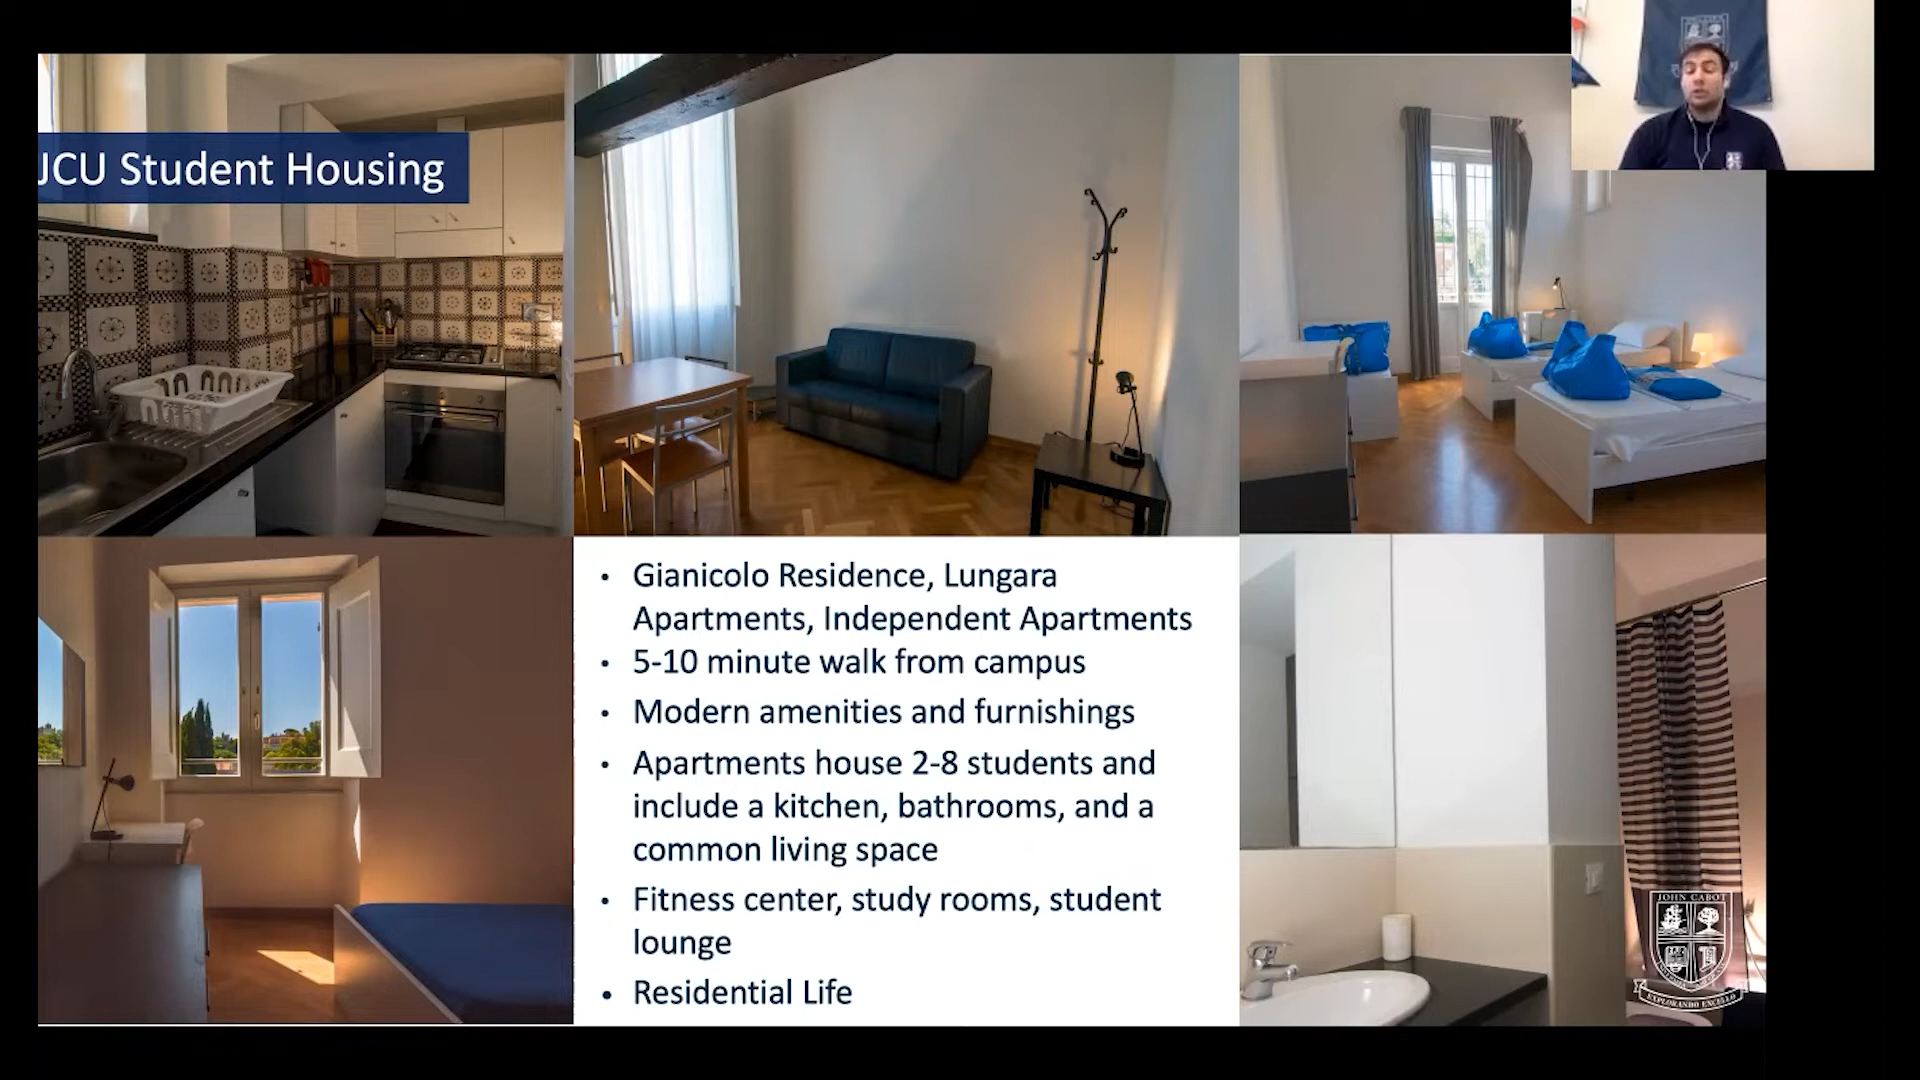 JCU Student Housing
• Gianicolo Residence, Lungara
Apartments, Independent Apartments
• 5-10 minute walk from campus
• Modern amenities and furnishings
• Apartments house 2-8 students and
include a kitchen, bathrooms, and a
common living space
• Fitness center, study rooms, student
lounge
• Residential Life
JOHN CABOT
EXPLORANDO EXCELLO